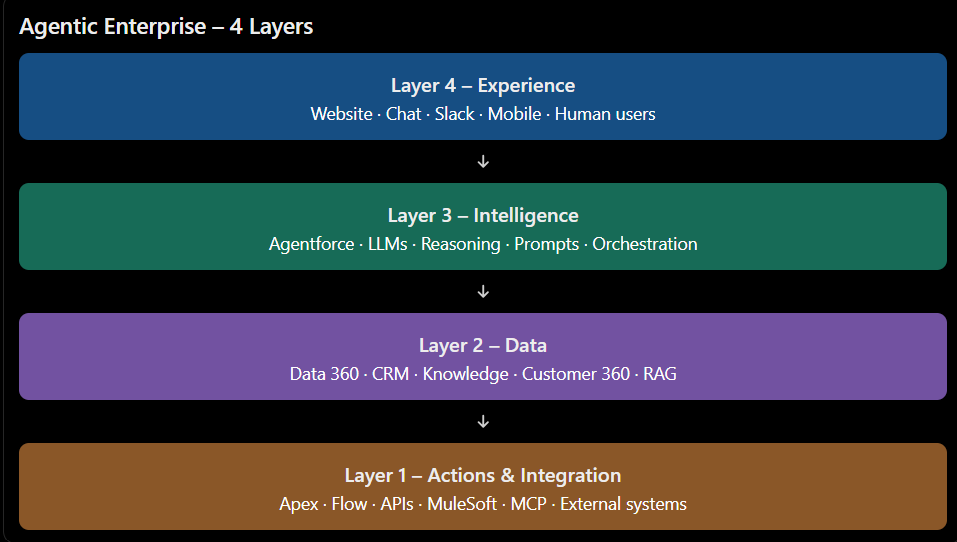 Agentic Enterprise – 4 Layers
Layer 4 – Experience
Website · Chat · Slack · Mobile · Human users
↓
Layer 3 – Intelligence
Agentforce · LLMs · Reasoning · Prompts · Orchestration
↓
Layer 2 – Data
Data 360 · CRM · Knowledge · Customer 360 · RAG
↓
Layer 1 – Actions & Integration
Apex · Flow · APIs · MuleSoft · MCP · External systems